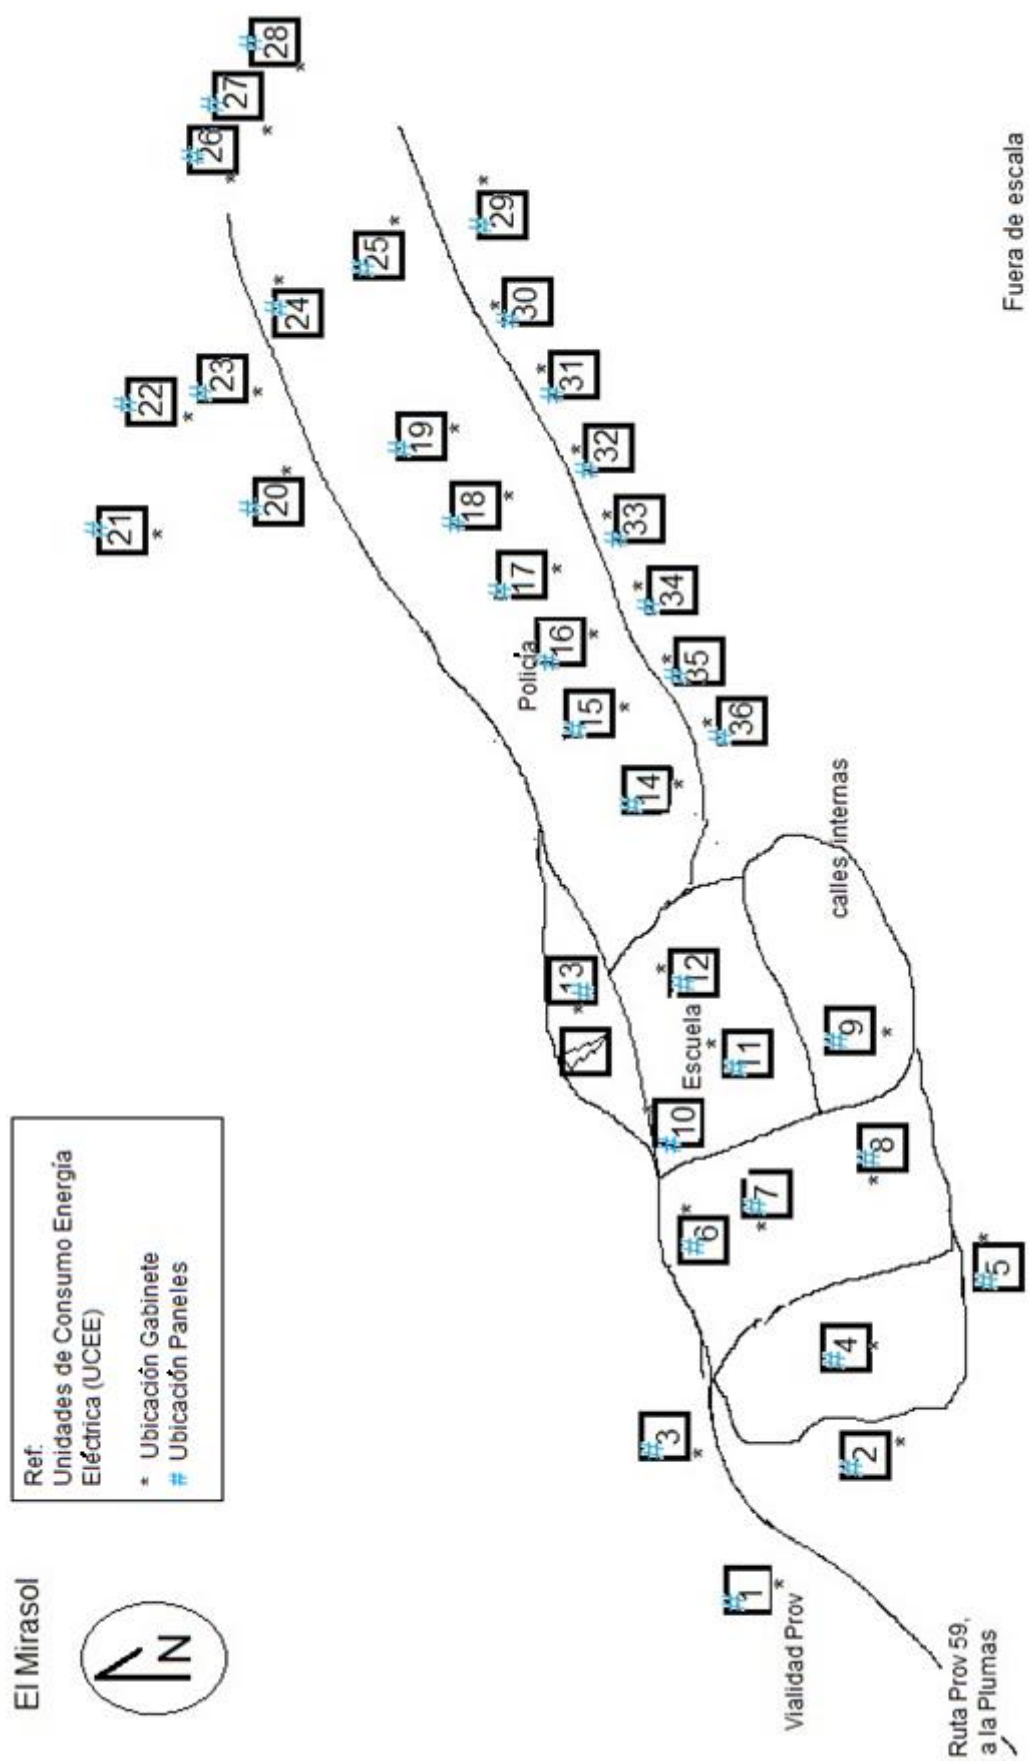 El Mirasol
N
Ref:
Unidades de Consumo Energía
Eléctrica (UCEE)
* Ubicación Gabinete
# Ubicación Paneles
Vialidad Prov
Ruta Prov 59,
a la Plumas
1
2
3
4
5
6
7
8
9
10
Escuela
11
12
13
calles internas
14
15
Policía
16
17
18
19
20
21
22
23
24
25
26
27
28
29
30
31
32
33
34
35
36
Fuera de escala